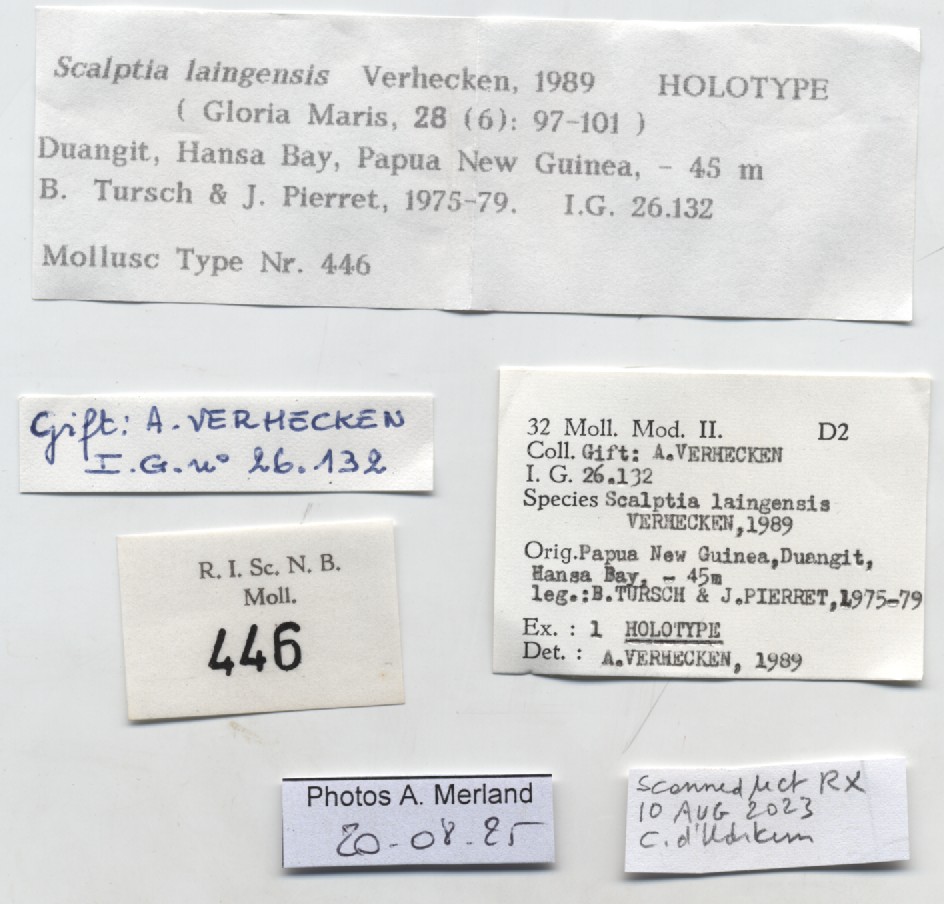 Scalptia laingensis Verhecken, 1989 HOLOTYPE
( Gloria Maris, 28 (6): 97-101 )
Duangit, Hansa Bay, Papua New Guinea, - 45 m
B. Tursch & J. Pierret, 1975-79. I.G. 26.132
Mollusc Type Nr. 446
Gift: A. VERHECKEN
I.G. n° 26.132
32 Moll. Mod. II. D2
Coll. Gift: A.VERHECKEN
I. G. 26.132
Species Scalptia laingensis
VERHECKEN,1989
Orig.Papua New Guinea,Duangit,
Hansa Bay, - 45m
leg.:B.TURSCH & J.PIERRET,1975-79
Ex. : 1 HOLOTYPE
Det. : A.VERHECKEN, 1989
R. I. Sc. N. B.
Moll.
446
Photos A. Merland
20-08-25
Scanned µct RX
10 AUG 2023
C. d'Udekem